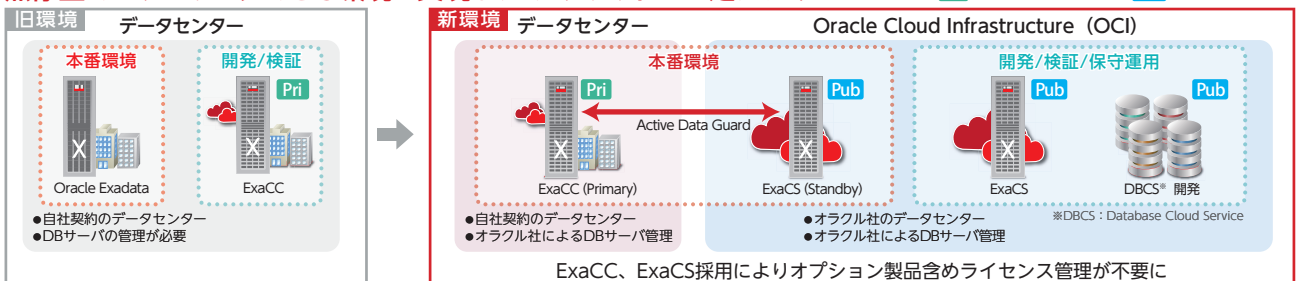 旧環境
データセンター
本番環境
開発/検証
Pri
X
X
Oracle Exadata
ExaCC
●自社契約のデータセンター
●DBサーバの管理が必要
新環境
データセンター
Oracle Cloud Infrastructure（OCI）
本番環境
開発/検証/保守運用
Pri
Pub
Pub
Pub
Active Data Guard
X
X
X
ExaCC (Primary)
ExaCS (Standby)
ExaCS
DBCS※ 開発
●自社契約のデータセンター
●オラクル社によるDBサーバ管理
●オラクル社のデータセンター
●オラクル社によるDBサーバ管理
※DBCS：Database Cloud Service
ExaCC、ExaCS採用によりオプション製品含めライセンス管理が不要に